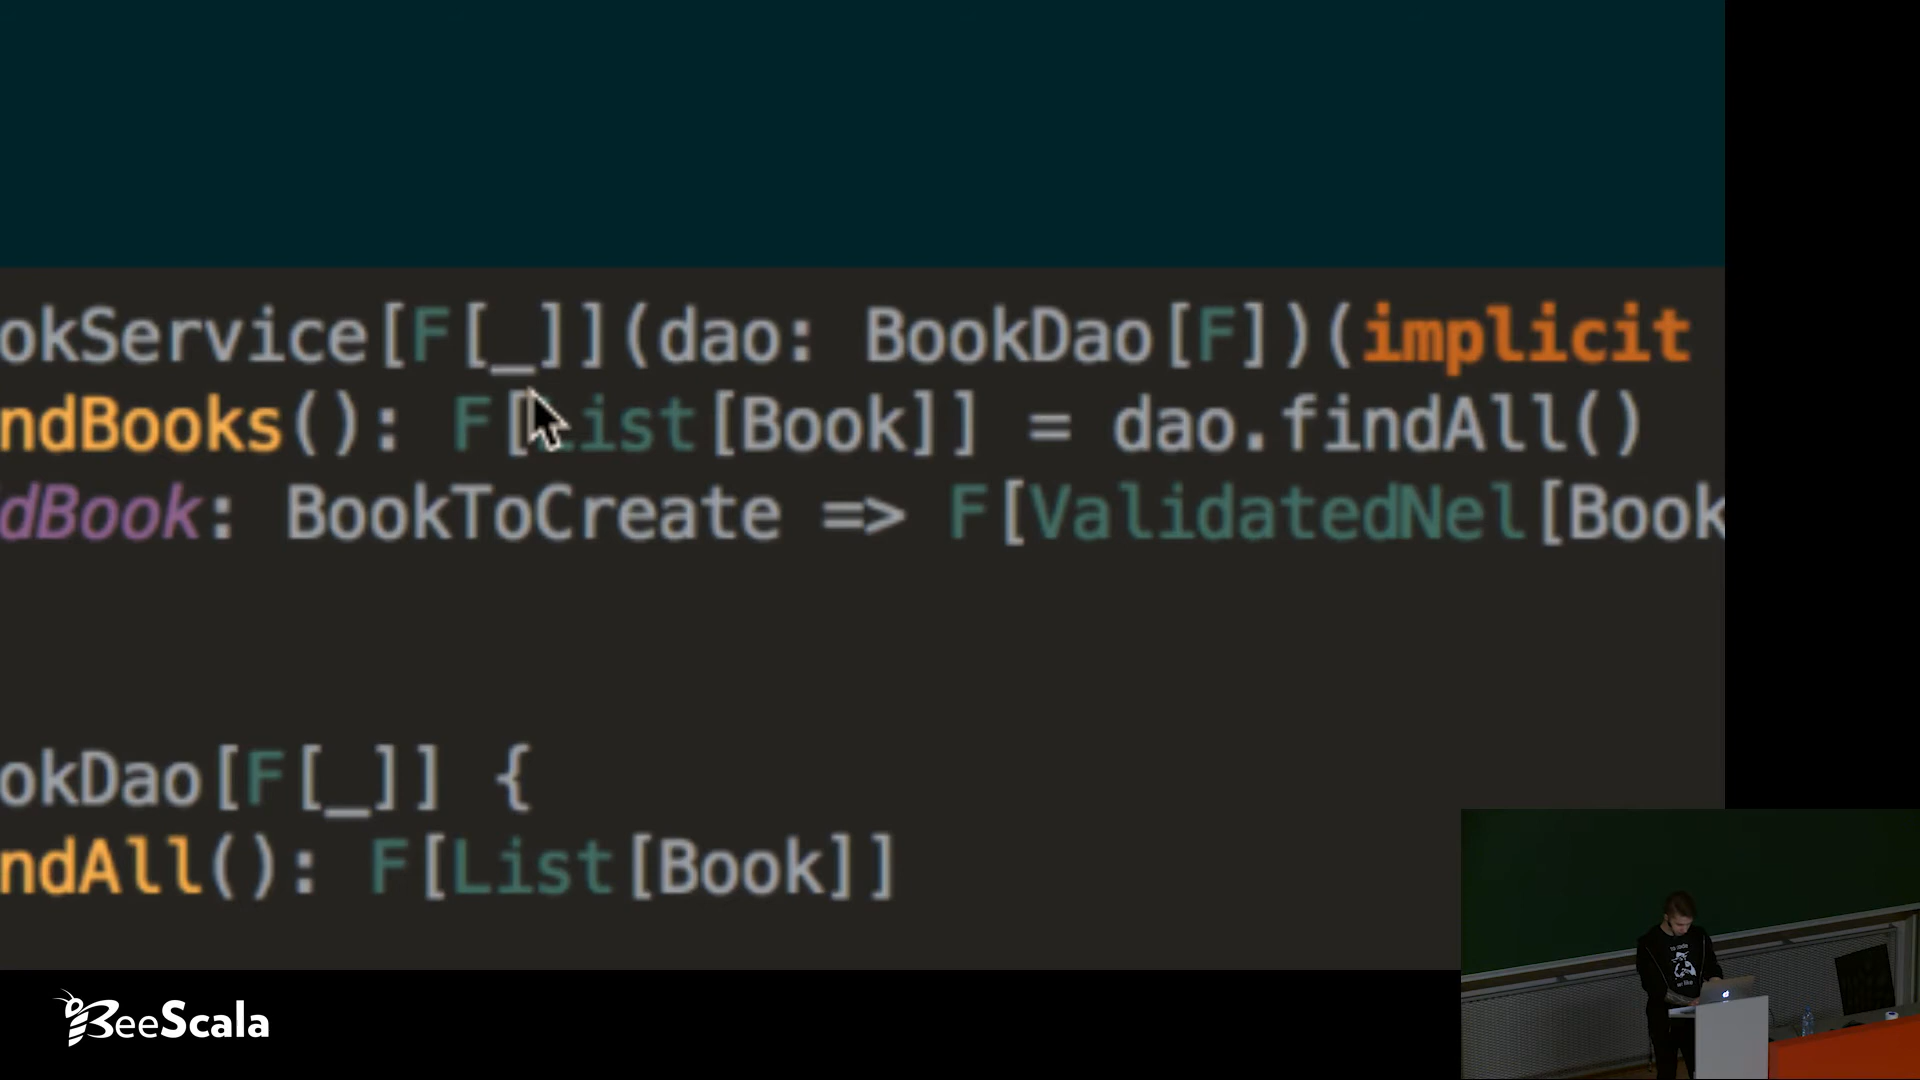 okService[F[_]](dao: BookDao[F])(implicit
ndBooks(): F[List[Book]] = dao.findAll()
dBook: BookToCreate => F[ValidatedNel[Book
okDao[F[_]] {
ndAll(): F[List[Book]]
BeeScala